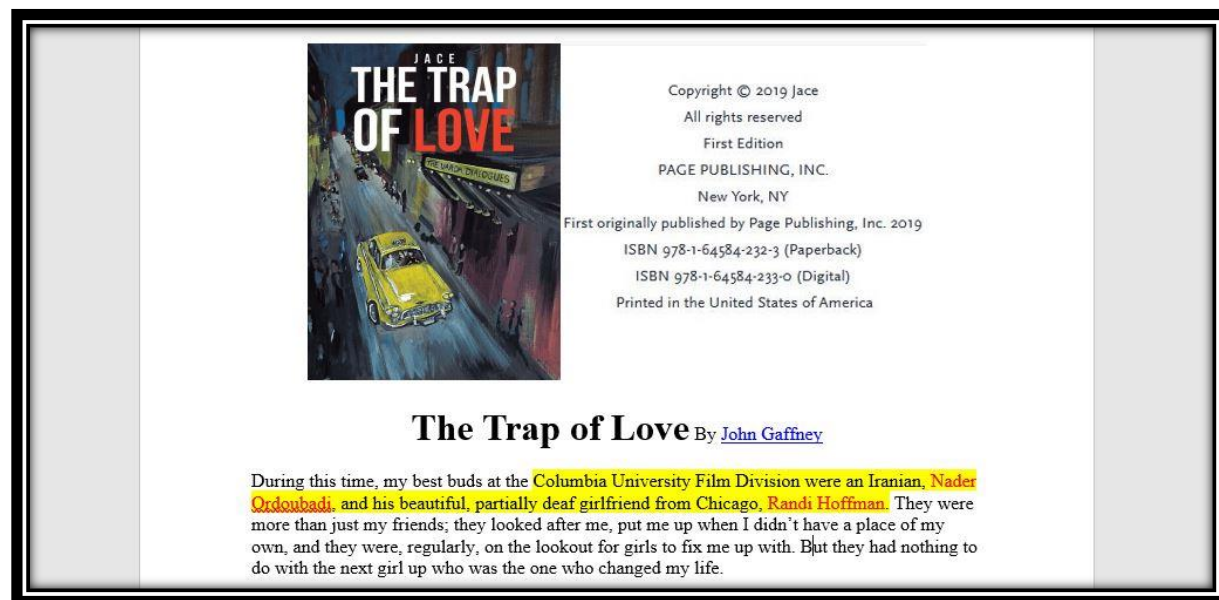 JACE
THE TRAP
OF LOVE
THE VARDA DIALOGUES
Copyright © 2019 Jace
All rights reserved
First Edition
PAGE PUBLISHING, INC.
New York, NY
First originally published by Page Publishing, Inc. 2019
ISBN 978-1-64584-232-3 (Paperback)
ISBN 978-1-64584-233-0 (Digital)
Printed in the United States of America
The Trap of Love By John Gaffney
During this time, my best buds at the Columbia University Film Division were an Iranian, Nader
Ordoubadi, and his beautiful, partially deaf girlfriend from Chicago, Randi Hoffman. They were
more than just my friends; they looked after me, put me up when I didn’t have a place of my
own, and they were, regularly, on the lookout for girls to fix me up with. But they had nothing to
do with the next girl up who was the one who changed my life.